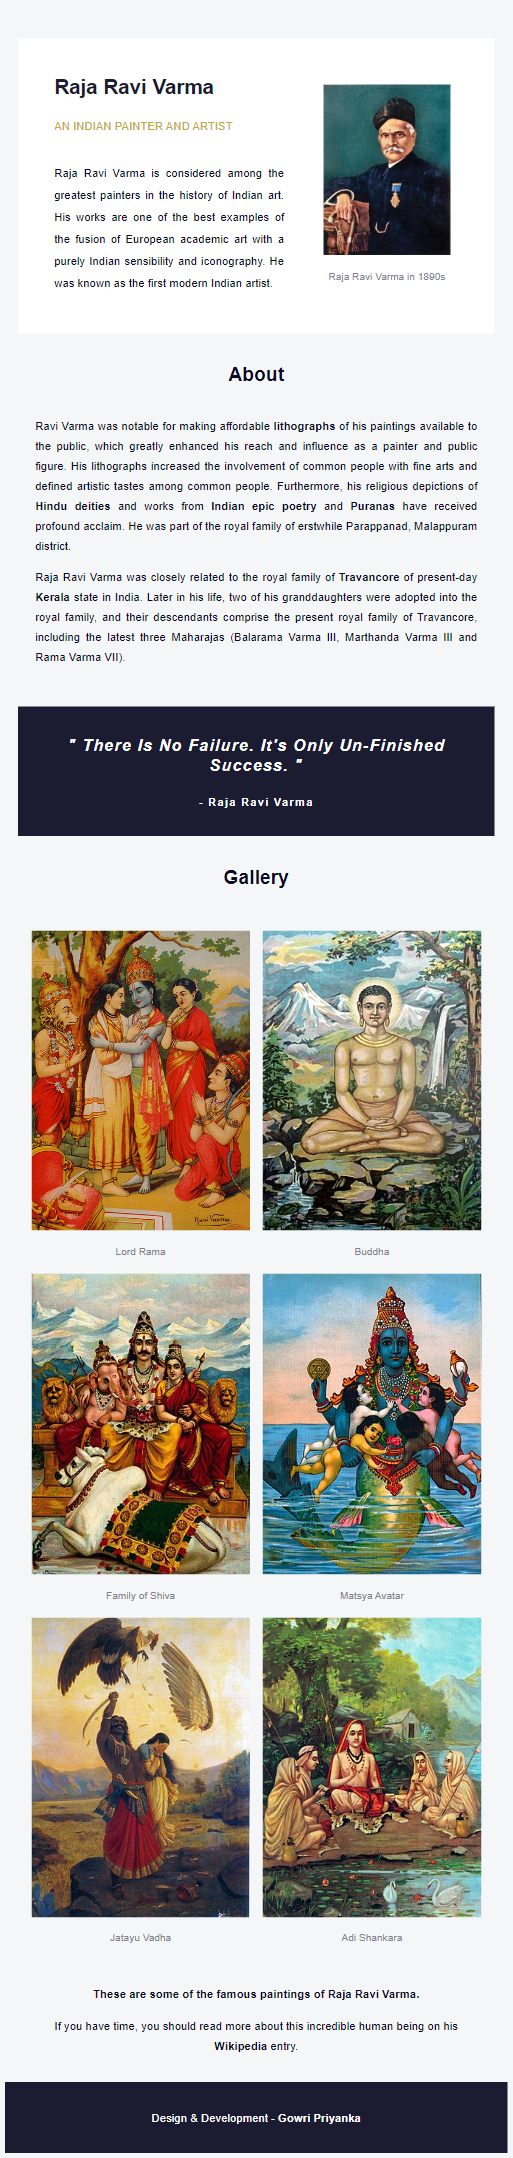 Raja Ravi Varma
AN INDIAN PAINTER AND ARTIST
Raja Ravi Varma is considered among the
greatest painters in the history of Indian art.
His works are one of the best examples of
the fusion of European academic art with a
purely Indian sensibility and iconography. He
was known as the first modern Indian artist.
Raja Ravi Varma in 1890s
About
Ravi Varma was notable for making affordable lithographs of his paintings available to
the public, which greatly enhanced his reach and influence as a painter and public
figure. His lithographs increased the involvement of common people with fine arts and
defined artistic tastes among common people. Furthermore, his religious depictions of
Hindu deities and works from Indian epic poetry and Puranas have received
profound acclaim. He was part of the royal family of erstwhile Parappanad, Malappuram
district.
Raja Ravi Varma was closely related to the royal family of Travancore of present-day
Kerala state in India. Later in his life, two of his granddaughters were adopted into the
royal family, and their descendants comprise the present royal family of Travancore,
including the latest three Maharajas (Balarama Varma III, Marthanda Varma III and
Rama Varma VII).
" There Is No Failure. It's Only Un-Finished
Success. "
- Raja Ravi Varma
Gallery
Ravi Varma.
Lord Rama
Buddha
Family of Shiva
Matsya Avatar
Jatayu Vadha
Adi Shankara
These are some of the famous paintings of Raja Ravi Varma.
If you have time, you should read more about this incredible human being on his
Wikipedia entry.
Design & Development - Gowri Priyanka